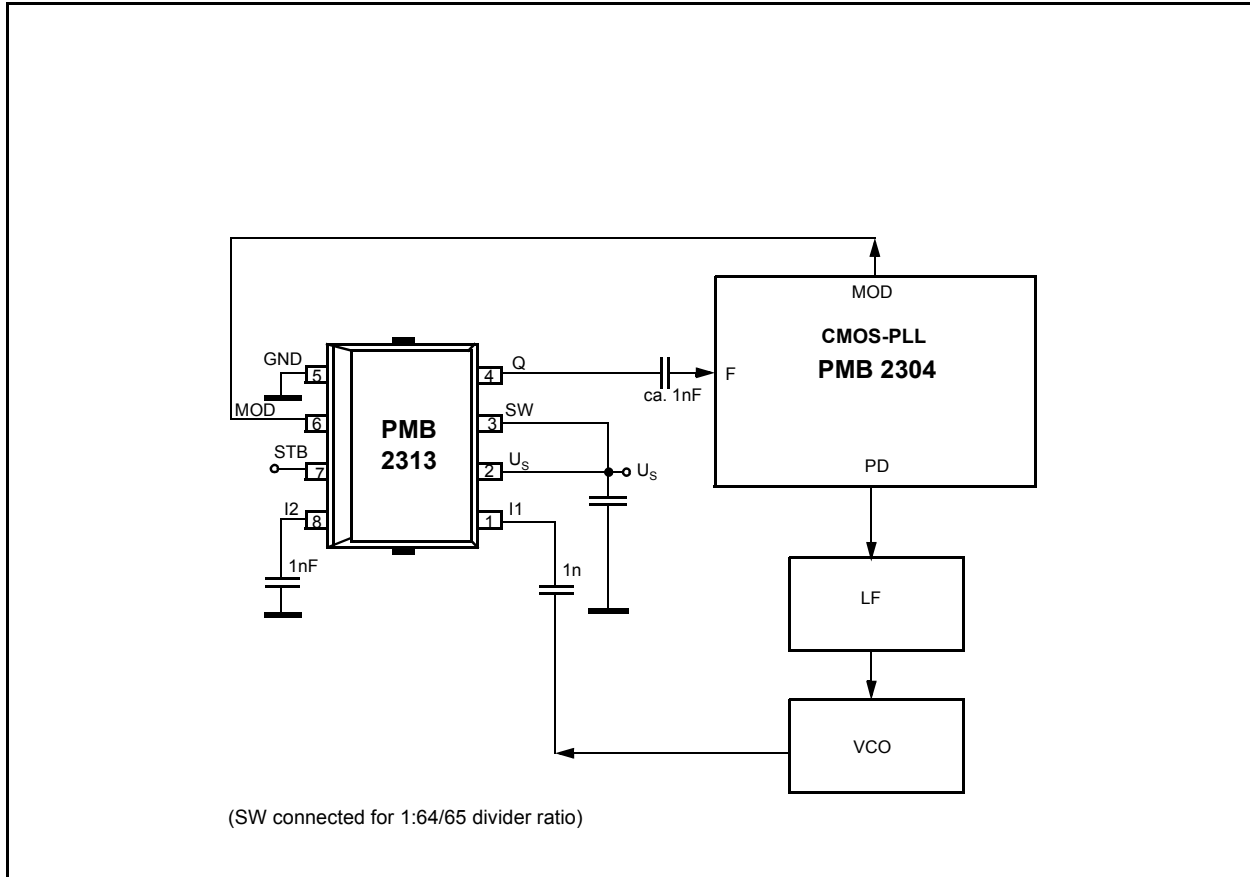 MOD
CMOS-PLL
PMB 2304
F
PD
GND
5
4
Q
ca. 1nF
MOD
6
3
SW
PMB
2313
STB
7
2
US
US
I2
8
1
I1
1nF
1n
LF
VCO
(SW connected for 1:64/65 divider ratio)